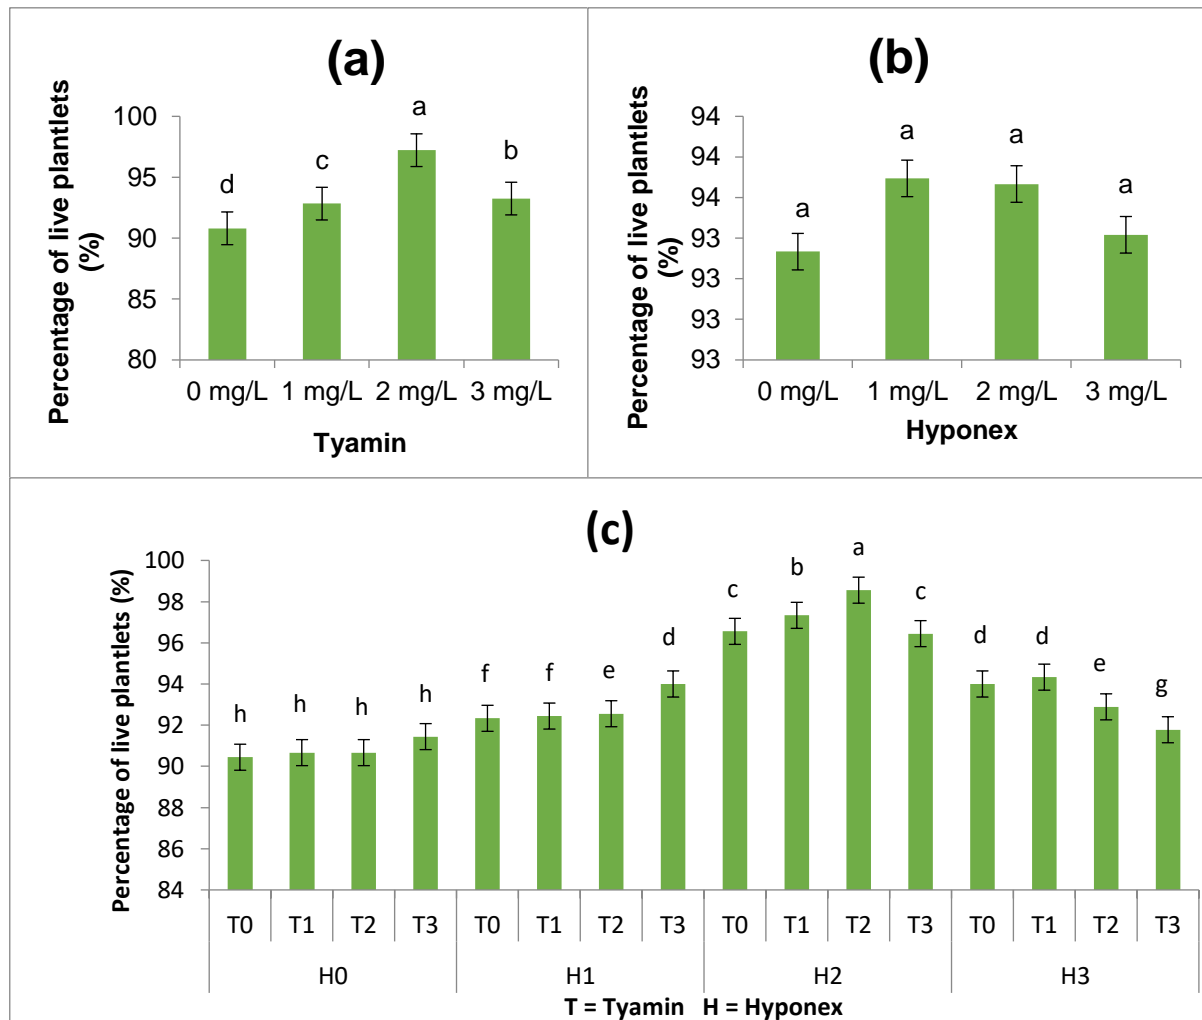 (a)
Percentage of live plantlets
(%)
100
95
90
85
80
d
c
a
b
0 mg/L 1 mg/L 2 mg/L 3 mg/L
Tyamin
(b)
Percentage of live plantlets
(%)
94
94
94
93
93
93
93
a
a
a
a
0 mg/L 1 mg/L 2 mg/L 3 mg/L
Hyponex
(c)
Percentage of live plantlets (%)
100
98
96
94
92
90
88
86
84
h h h h f f e d c b a c d d e g
T0 T1 T2 T3 T0 T1 T2 T3 T0 T1 T2 T3 T0 T1 T2 T3
H0 H1 H2 H3
T = Tyamin H = Hyponex